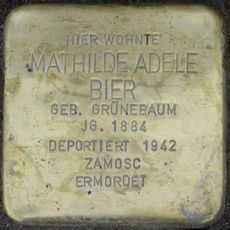 HIER WOHNTE
MATHILDE ADELE
BIER
GEB. GRÜNEBAUM
JG. 1884
DEPORTIERT 1942
ZAMOSC
ERMORDET